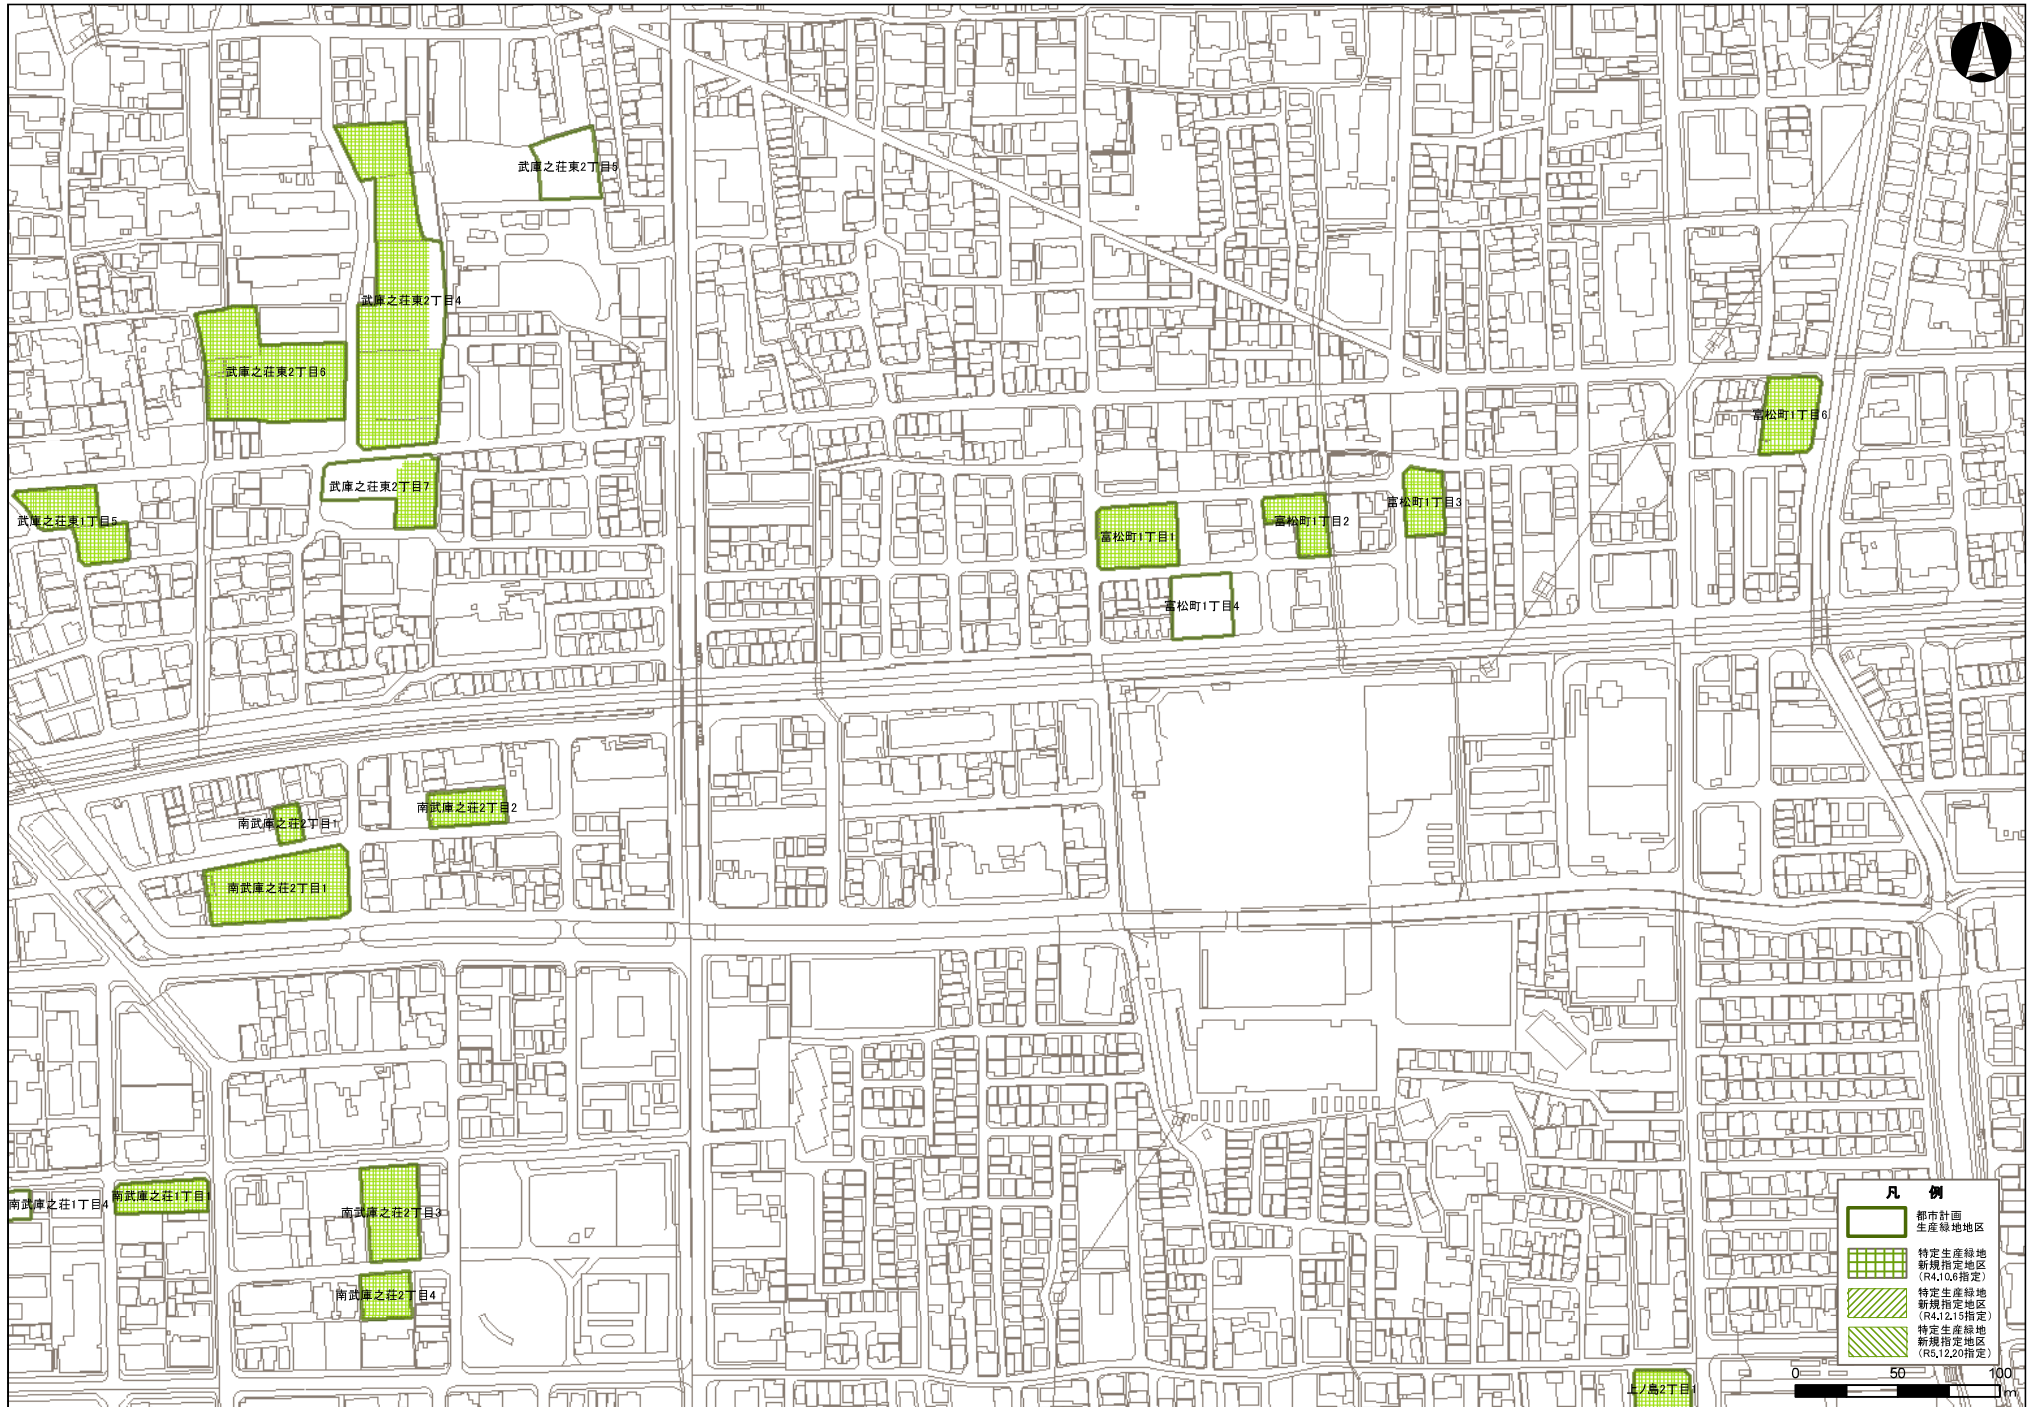 武庫之荘東2丁目5
武庫之荘東2丁目4
武庫之荘東2丁目6
富松町1丁目6
武庫之荘東2丁目7
富松町1丁目3
武庫之荘東1丁目5
富松町1丁目2
富松町1丁目1
富松町1丁目4
南武庫之荘2丁目2
南武庫之荘2丁目1
南武庫之荘2丁目1
南武庫之荘1丁目1
南武庫之荘1丁目4
南武庫之荘2丁目3
南武庫之荘2丁目4
上ノ島2丁目1
凡 例
都市計画
生産緑地地区
特定生産緑地
新規指定地区
(R4.10.6指定)
特定生産緑地
新規指定地区
(R4.12.15指定)
特定生産緑地
新規指定地区
(R5.12.20指定)
0 50 100
m